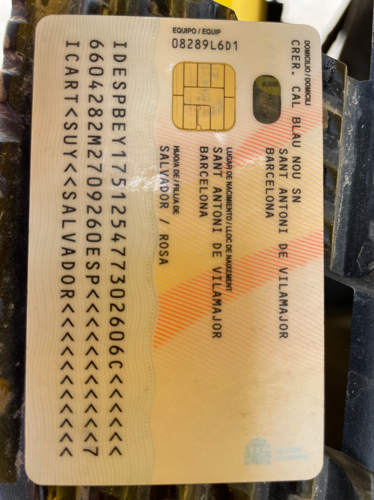 DOMICILIO / DOMICILI
CRER. CAL BLAU NOU SN
SANT ANTONI DE VILAMAJOR
BARCELONA
EQUIPO / EQUIP
08289L6D1
LUGAR DE NACIMIENTO / LLOC DE NAIXEMENT
SANT ANTONI DE VILAMAJOR
BARCELONA
HIJO/A DE / FILL/A DE
SALVADOR / ROSA
IDESPBEY175125477302606C<<<<<<
6604282M2709260ESP<<<<<<<<<<<7
ICART<SUY<<SALVADOR<<<<<<<<<<<